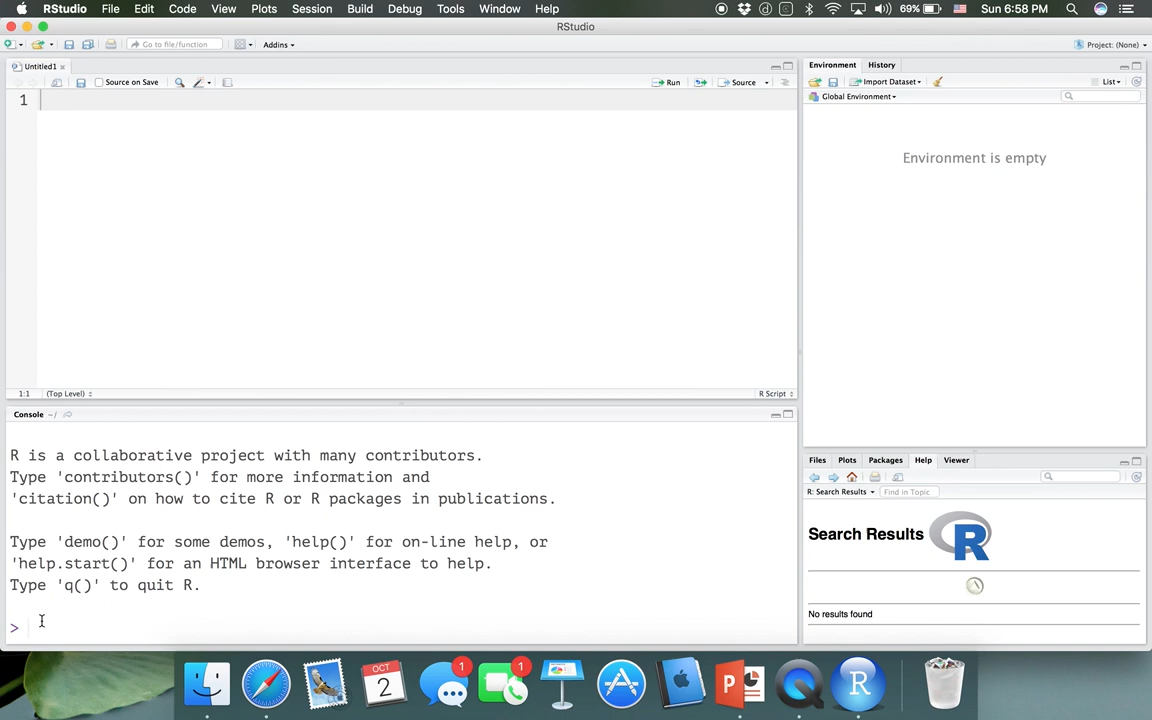 RStudio File Edit Code View Plots Session Build Debug Tools Window Help 69% Sun 6:58 PM
RStudio
Go to file/function Addins Project: (None)
Untitled1
Source on Save Run Source
1
1:1 (Top Level) R Script
Console ~/
R is a collaborative project with many contributors.
Type 'contributors()' for more information and
'citation()' on how to cite R or R packages in publications.
Type 'demo()' for some demos, 'help()' for on-line help, or
'help.start()' for an HTML browser interface to help.
Type 'q()' to quit R.
>
Environment History
Import Dataset List
Global Environment
Environment is empty
Files Plots Packages Help Viewer
R: Search Results Find in Topic
Search Results R
No results found
OCT
2
1
1
P
R